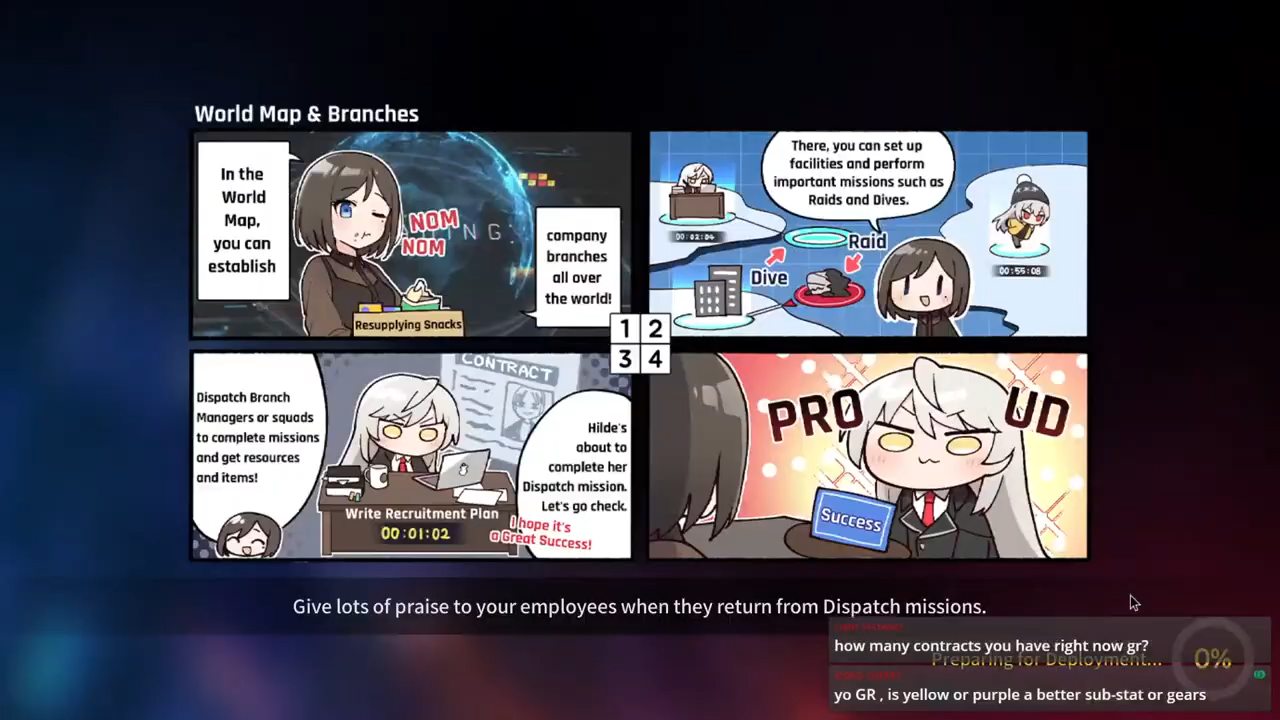 World Map & Branches
In the
World
Map,
you can
establish
NOM
NOM
ING
company
branches
all over
the world!
Resupplying Snacks
There, you can set up
facilities and perform
important missions such as
Raids and Dives.
00:02:04
Raid
Dive
00:55:08
1 2
3 4
Dispatch Branch
Managers or squads
to complete missions
and get resources
and items!
CONTRACT
Hilde's
about to
complete her
Dispatch mission.
Let's go check.
I hope it's
a Great Success!
Write Recruitment Plan
00:01:02
PRO UD
Success
Give lots of praise to your employees when they return from Dispatch missions.
how many contracts you have right now gr?
Preparing for Deployment...
0%
yo GR , is yellow or purple a better sub-stat or gears